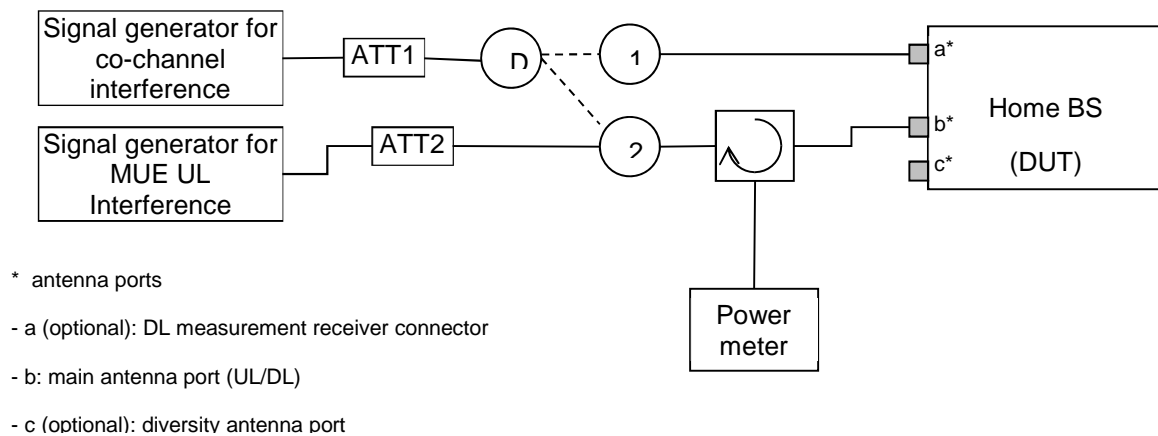 Signal generator for
co-channel
interference
ATT1
D
1
a*
Signal generator for
MUE UL
Interference
ATT2
2
b*
c*
Home BS
(DUT)
Power
meter
* antenna ports
- a (optional): DL measurement receiver connector
- b: main antenna port (UL/DL)
- c (optional): diversity antenna port